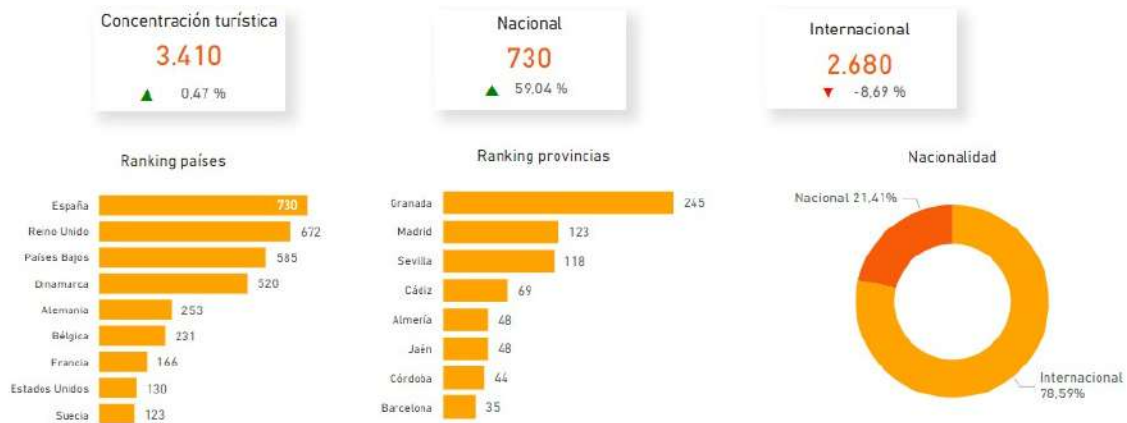 Concentración turística
3.410
▲ 0,47 %
Nacional
730
▲ 59,04 %
Internacional
2.680
▼ -8,69 %
Ranking países
España 730
Reino Unido 672
Países Bajos 585
Dinamarca 520
Alemania 253
Bélgica 231
Francia 166
Estados Unidos 130
Suecia 123
Ranking provincias
Granada 245
Madrid 123
Sevilla 118
Cádiz 69
Almería 48
Jaén 48
Córdoba 44
Barcelona 35
Nacionalidad
Nacional 21,41%
Internacional
78,59%